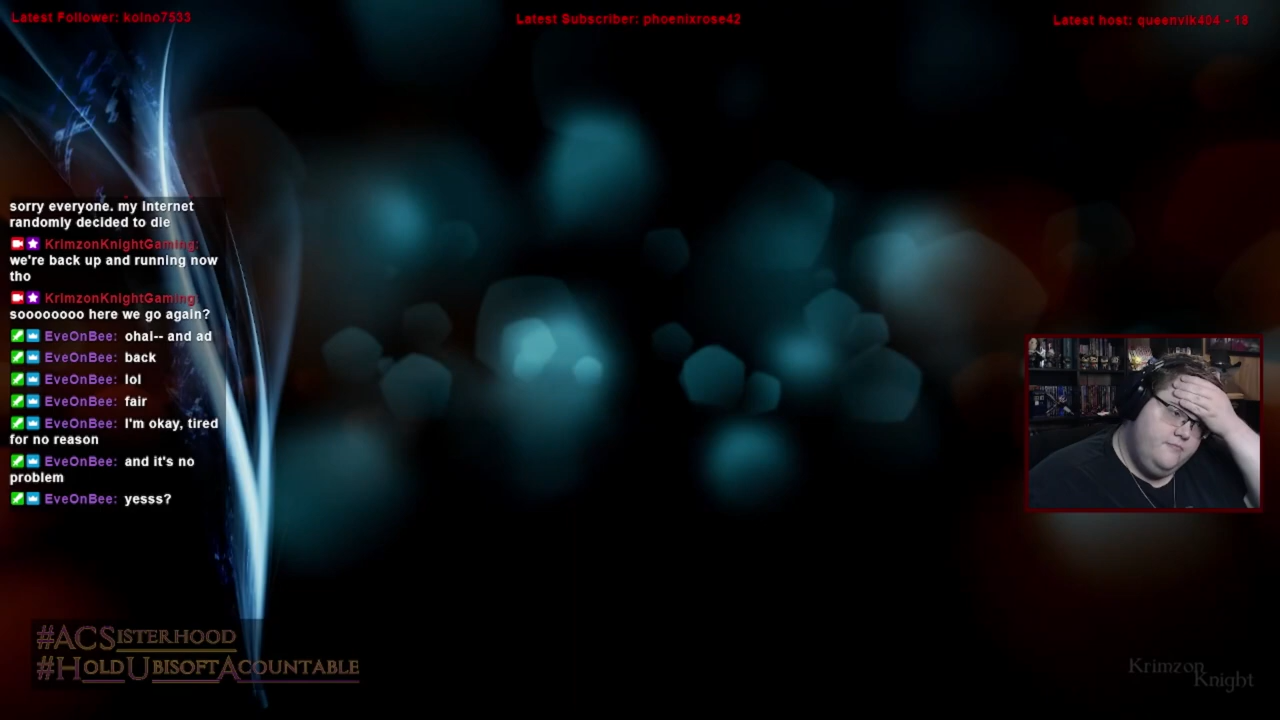 Latest Follower: kolno7533
Latest Subscriber: phoenixrose42
Latest host: queenvik404 - 18
sorry everyone. my internet
randomly decided to die
KrimzonKnightGaming:
we're back up and running now
tho
KrimzonKnightGaming:
soooooooo here we go again?
EveOnBee: ohai-- and ad
EveOnBee: back
EveOnBee: lol
EveOnBee: fair
EveOnBee: I'm okay, tired
for no reason
EveOnBee: and it's no
problem
EveOnBee: yesss?
#ACSisterhood
#HoldUbisoftAcountable
Krimzon
Knight